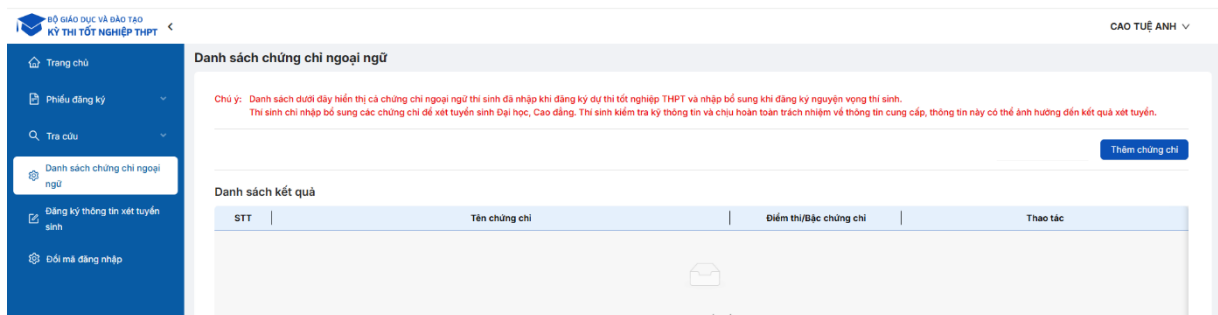 BỘ GIÁO DỤC VÀ ĐÀO TẠO
KỲ THI TỐT NGHIỆP THPT
CAO TUỆ ANH
Trang chủ
Phiếu đăng ký
Tra cứu
Danh sách chứng chỉ ngoại
ngữ
Đăng ký thông tin xét tuyển
sinh
Đổi mã đăng nhập
Danh sách chứng chỉ ngoại ngữ
Chú ý: Danh sách dưới đây hiển thị cả chứng chỉ ngoại ngữ thí sinh đã nhập khi đăng ký dự thi tốt nghiệp THPT và nhập bổ sung khi đăng ký nguyện vọng thí sinh.
Thí sinh chỉ nhập bổ sung các chứng chỉ để xét tuyển sinh Đại học, Cao đẳng. Thí sinh kiểm tra kỹ thông tin và chịu hoàn toàn trách nhiệm về thông tin cung cấp, thông tin này có thể ảnh hưởng đến kết quả xét tuyển.
Thêm chứng chỉ
Danh sách kết quả
STT Tên chứng chỉ Điểm thi/Bậc chứng chỉ Thao tác